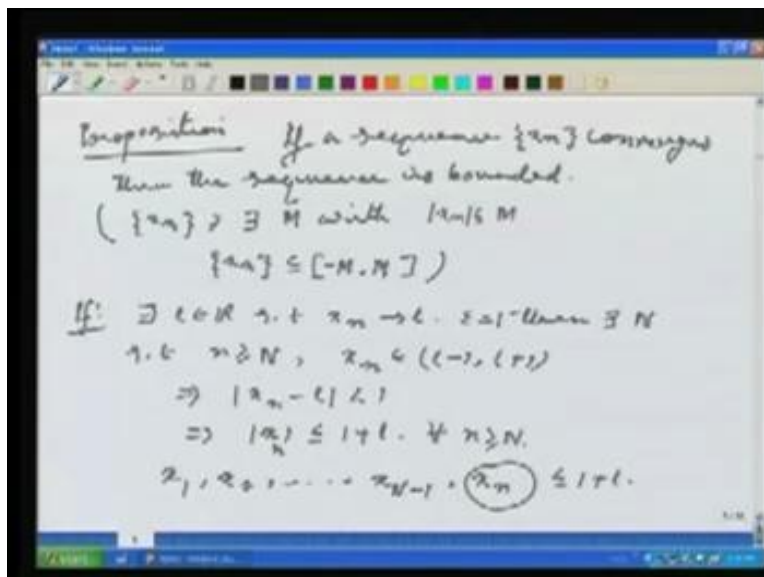 Proposition If a sequence {xn} converges
then the sequence is bounded.
( {xn}, ∃ M with |xn| ≤ M
{xn} ⊆ [-M, M] )
If: ∃ l ∈ R s.t xn → l. ε=1 then ∃ N
s.t n ≥ N, xn ∈ (l-1, l+1)
⇒ |xn - l| < 1
⇒ |xn| ≤ 1+l. ∀ n ≥ N.
x1, x2, ..... xN-1, xn ≤ 1+l.